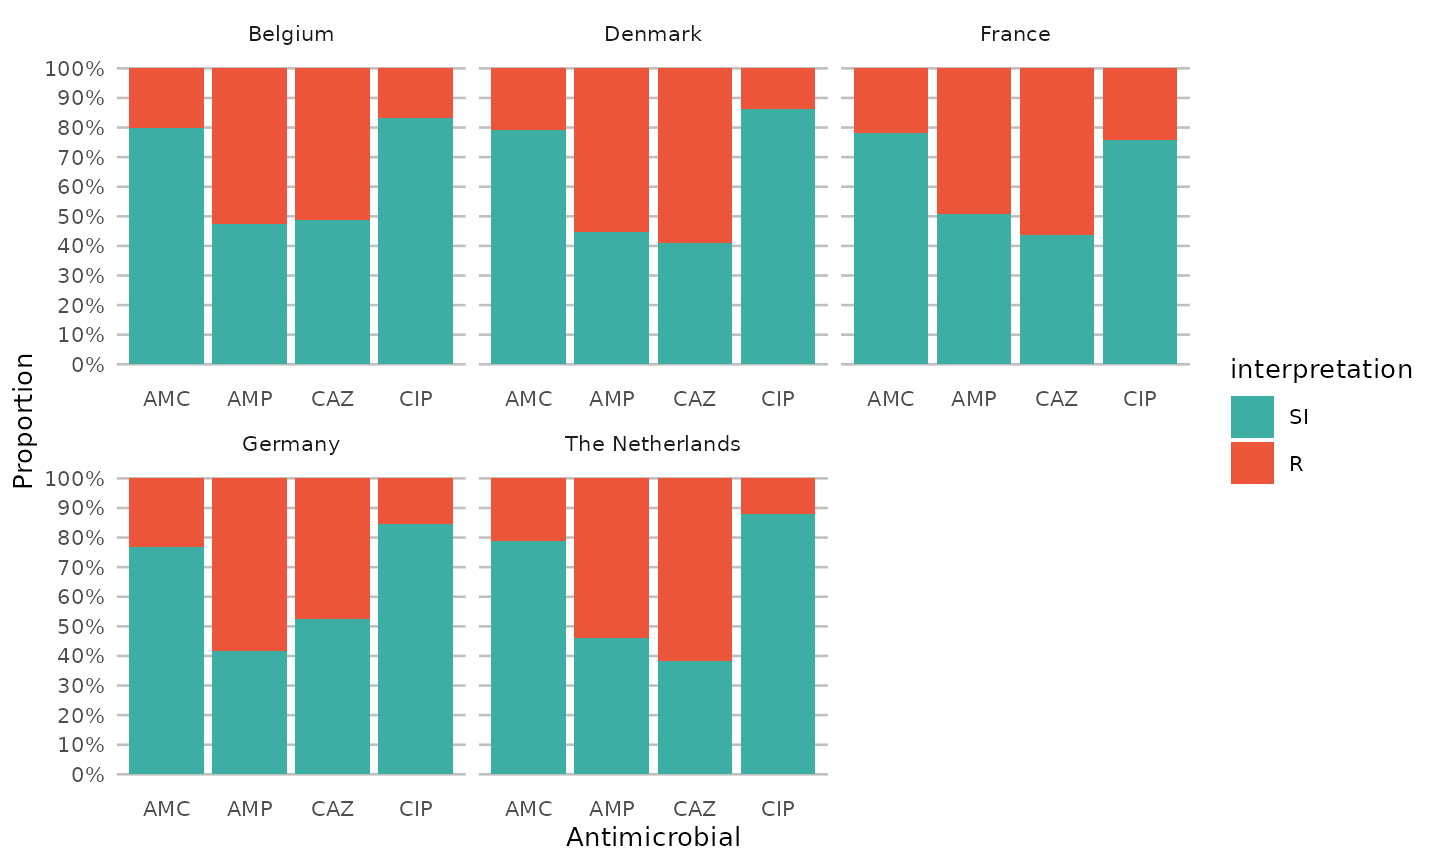 Belgium
Denmark
France
100%
90%
80%
70%
60%
50%
40%
30%
20%
10%
0%
AMC AMP CAZ CIP
AMC AMP CAZ CIP
AMC AMP CAZ CIP
Germany
The Netherlands
100%
90%
80%
70%
60%
50%
40%
30%
20%
10%
0%
AMC AMP CAZ CIP
AMC AMP CAZ CIP
Proportion
Antimicrobial
interpretation
SI
R